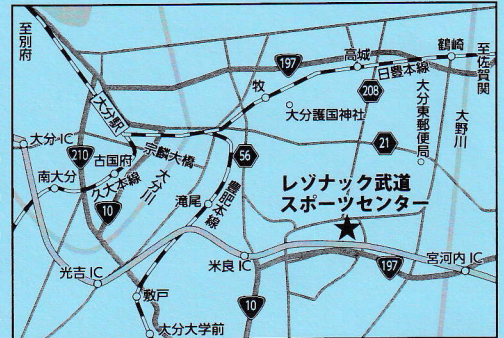 至別府
鶴崎
高城
至佐賀関
197
日豊本線
牧
208
大分駅
大分護国神社
大分東郵便局
大野川
大分IC
宗麟大橋
21
210
古国府
大分川
56
南大分
久大本線
豊肥本線
レゾナック武道
スポーツセンター
10
滝尾
光吉IC
米良IC
197
宮河内IC
敷戸
10
大分大学前